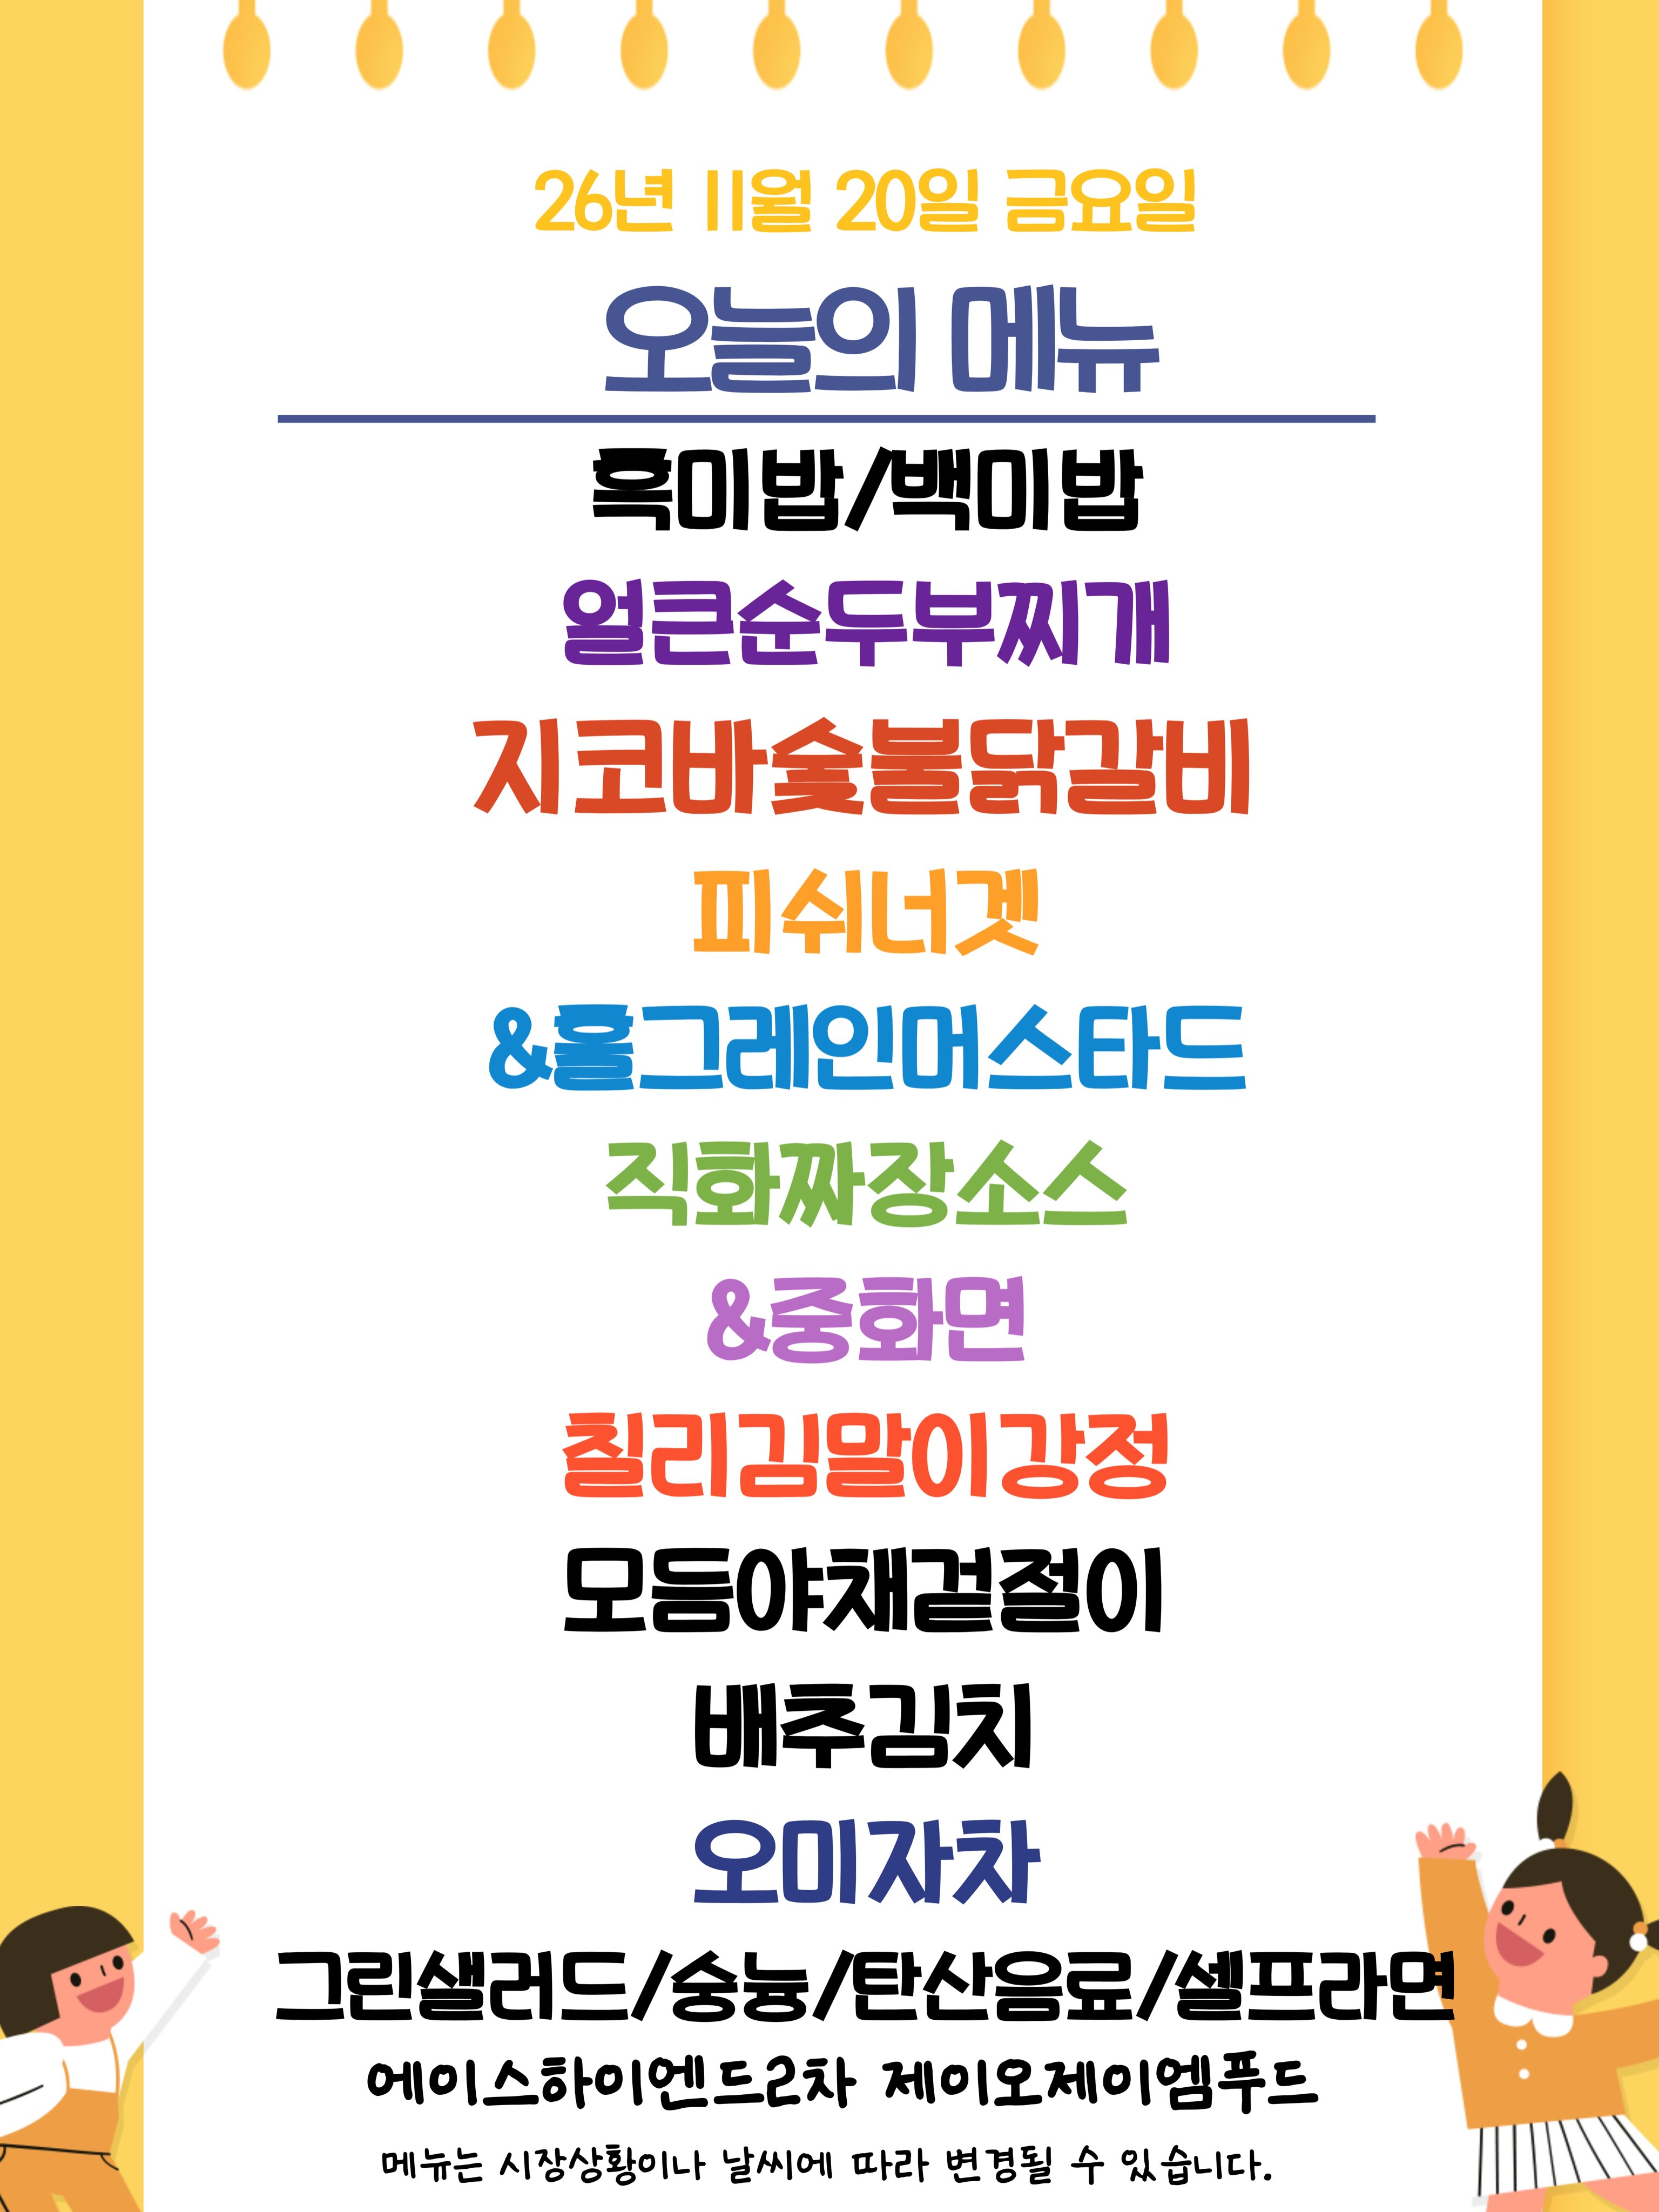 26년 11월 20일 금요일
오늘의 메뉴
흑미밥/백미밥
얼큰순두부찌개
지코바숯불닭갈비
피쉬너겟
&홀그레인머스타드
직화짜장소스
&중화면
칠리김말이강정
모듬야채겉절이
배추김치
오미자차
그린샐러드/숭늉/탄산음료/셀프라면
에이스하이엔드2차 제이오제이엠푸드
메뉴는 시장상황이나 날씨에 따라 변경될 수 있습니다.